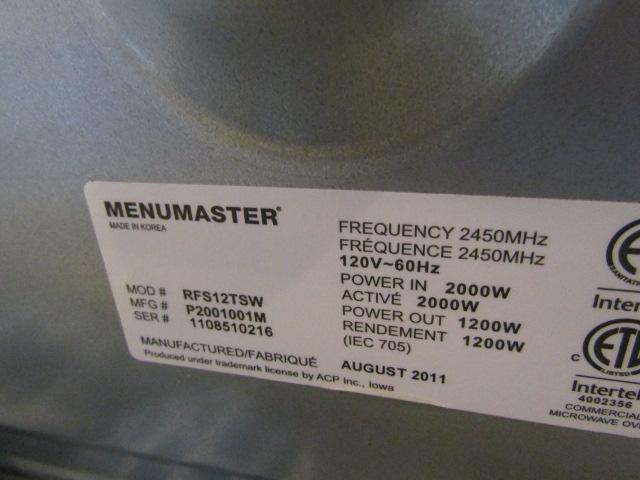 MENUMASTER®
MADE IN KOREA
MOD # RFS12TSW
MFG # P2001001M
SER # 1108510216
MANUFACTURED/FABRIQUÉ AUGUST 2011
Produced under trademark license by ACP Inc., Iowa
FREQUENCY 2450MHz
FRÉQUENCE 2450MHz
120V~60Hz
POWER IN 2000W
ACTIVÉ 2000W
POWER OUT 1200W
RENDEMENT 1200W
(IEC 705)
C ETL
LISTED
4002356
COMMERCIAL
MICROWAVE